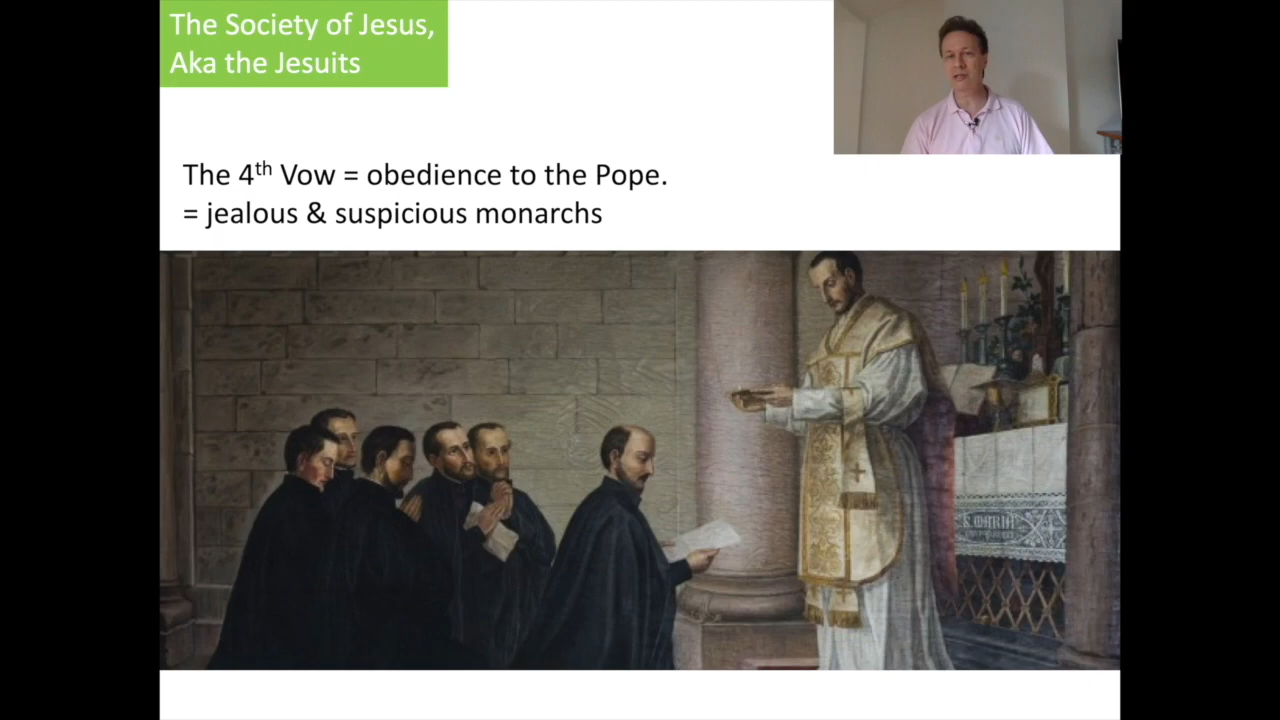 The Society of Jesus,
Aka the Jesuits
The 4th Vow = obedience to the Pope.
= jealous & suspicious monarchs